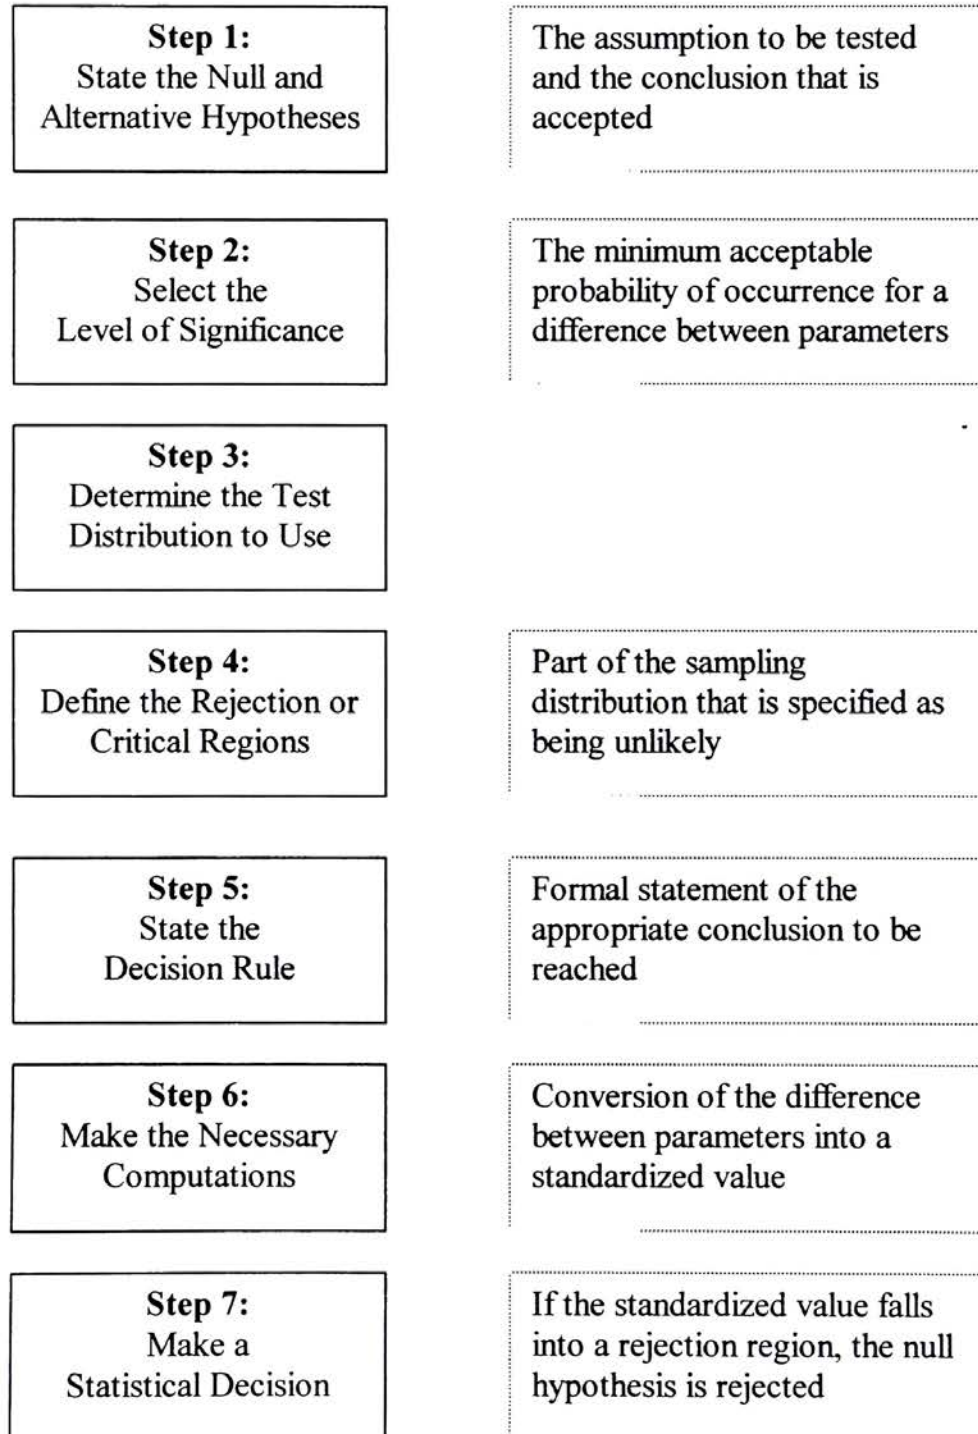 Step 1:
State the Null and
Alternative Hypotheses
The assumption to be tested
and the conclusion that is
accepted
Step 2:
Select the
Level of Significance
The minimum acceptable
probability of occurrence for a
difference between parameters
Step 3:
Determine the Test
Distribution to Use
Step 4:
Define the Rejection or
Critical Regions
Part of the sampling
distribution that is specified as
being unlikely
Step 5:
State the
Decision Rule
Formal statement of the
appropriate conclusion to be
reached
Step 6:
Make the Necessary
Computations
Conversion of the difference
between parameters into a
standardized value
Step 7:
Make a
Statistical Decision
If the standardized value falls
into a rejection region, the null
hypothesis is rejected